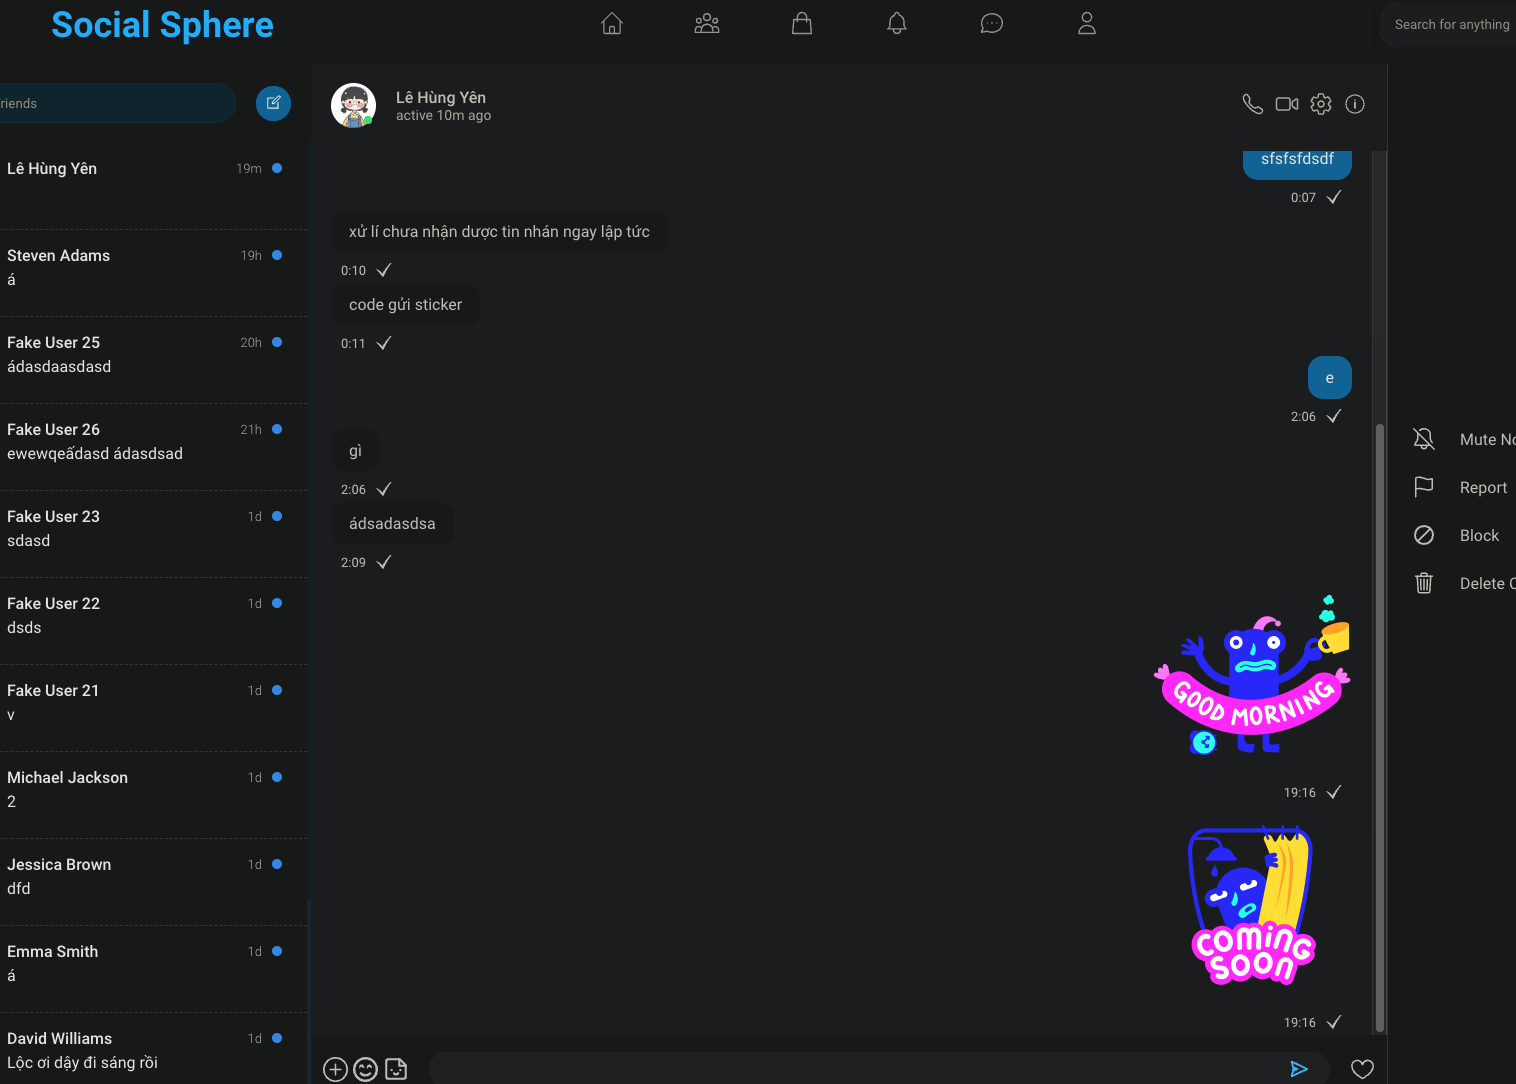 Social Sphere
Search for anything
riends
Lê Hùng Yên
19m
Steven Adams
19h
á
Fake User 25
20h
ádasdaasdasd
Fake User 26
21h
ewewqeấdasd ádasdsad
Fake User 23
1d
sdasd
Fake User 22
1d
dsds
Fake User 21
1d
v
Michael Jackson
1d
2
Jessica Brown
1d
dfd
Emma Smith
1d
á
David Williams
1d
Lộc ơi dậy đi sáng rồi
Lê Hùng Yên
active 10m ago
sfsfsfdsdf
0:07
xử lí chưa nhận dược tin nhán ngay lập tức
0:10
code gửi sticker
0:11
e
2:06
gì
2:06
ádsadasdsa
2:09
GOOD MORNING
19:16
COMING
SOON
19:16
Mute No
Report
Block
Delete C